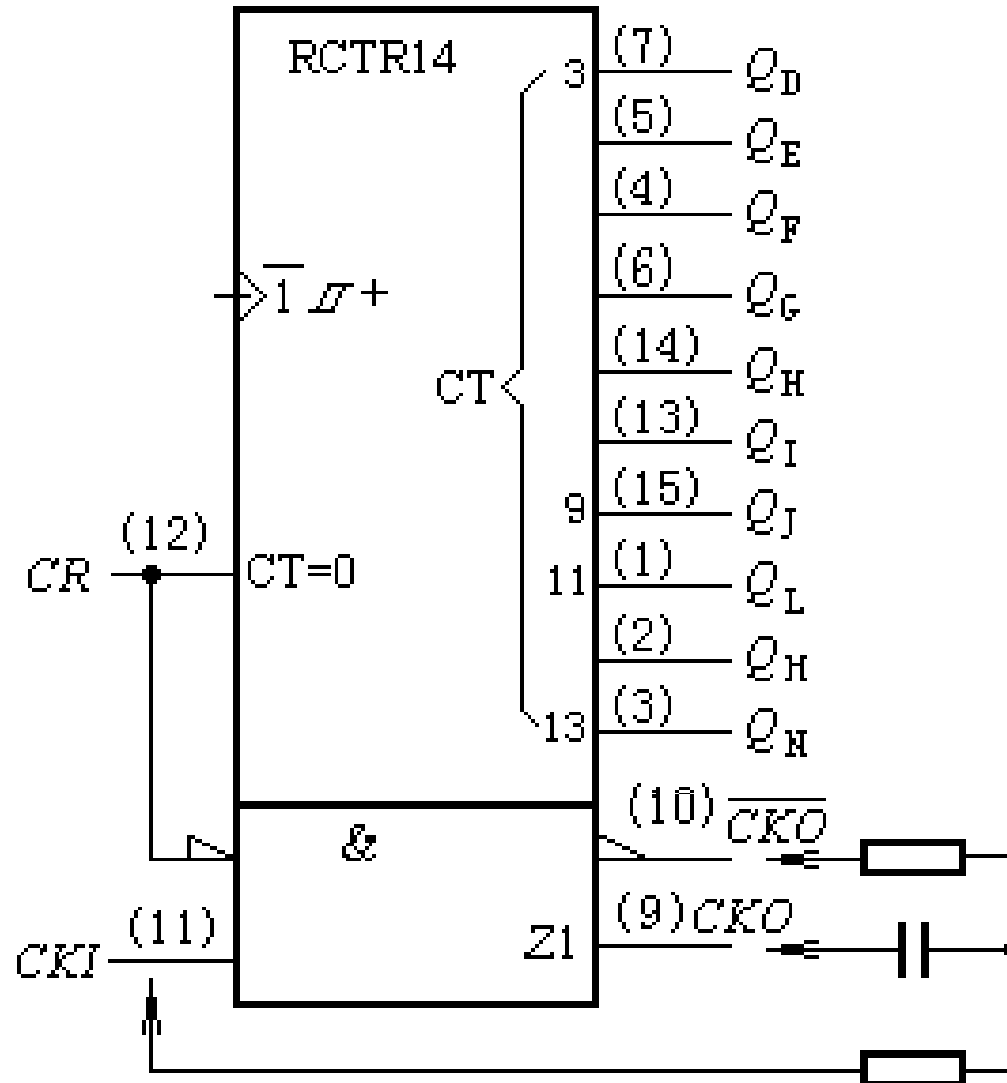 RCTR14
3 (7) Q_D
(5) Q_E
(4) Q_F
1̅ + (6) Q_G
CT (14) Q_H
(13) Q_I
9 (15) Q_J
CR (12) CT=0 11 (1) Q_L
(2) Q_H
13 (3) Q_N
& (10) C̅K̅O̅
CKI (11) Z1 (9) CKO